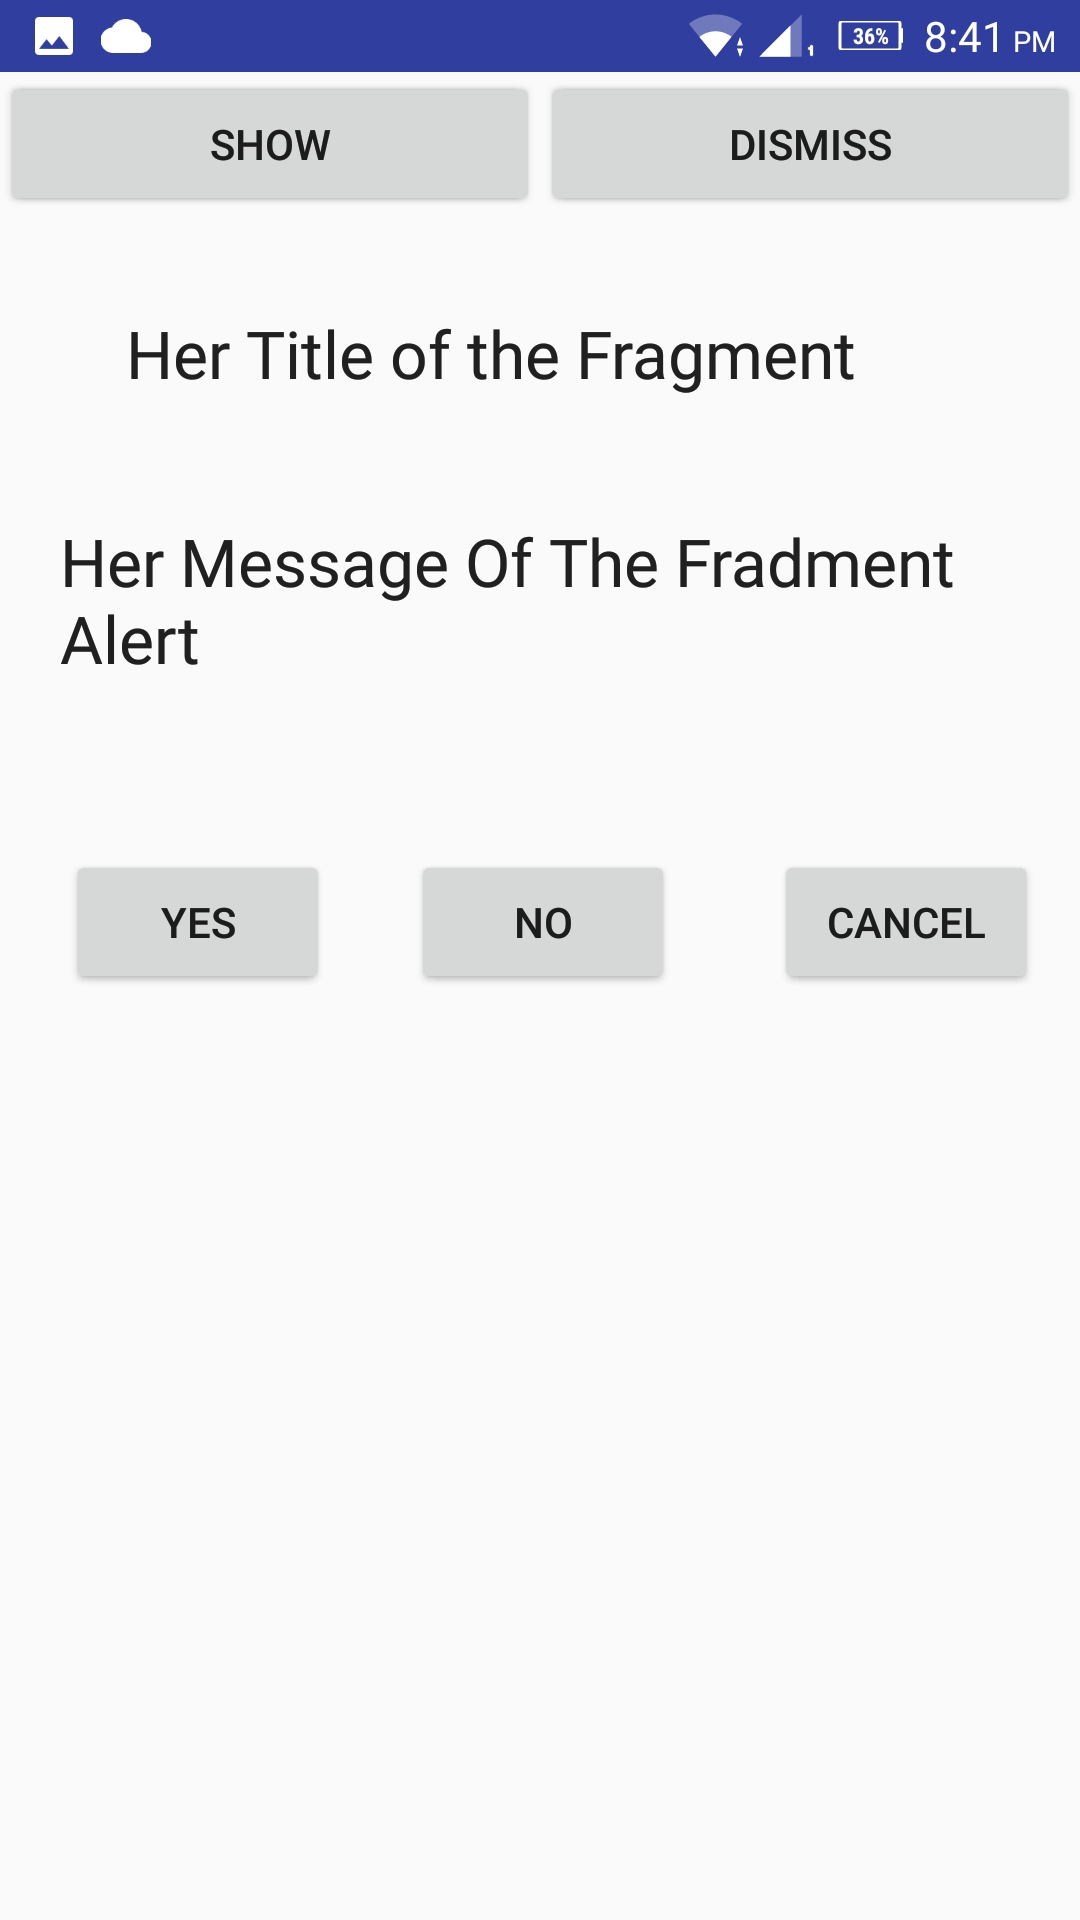 36% 8:41 PM
SHOW DISMISS
Her Title of the Fragment
Her Message Of The Fradment
Alert
YES NO CANCEL